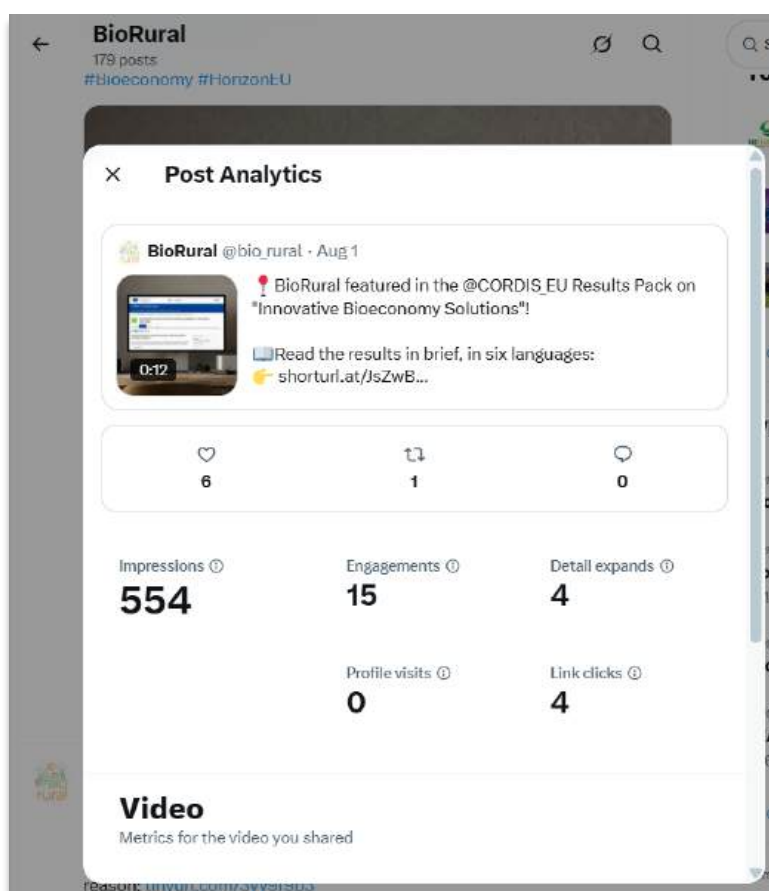 BioRural
179 posts
#Bioeconomy #HorizonEU
Post Analytics
BioRural @bio_rural · Aug 1
📍 BioRural featured in the @CORDIS_EU Results Pack on
"Innovative Bioeconomy Solutions"!
📖Read the results in brief, in six languages:
👉 shorturl.at/JsZwB...
0:12
6
1
0
Impressions
554
Engagements
15
Detail expands
4
Profile visits
0
Link clicks
4
Video
Metrics for the video you shared